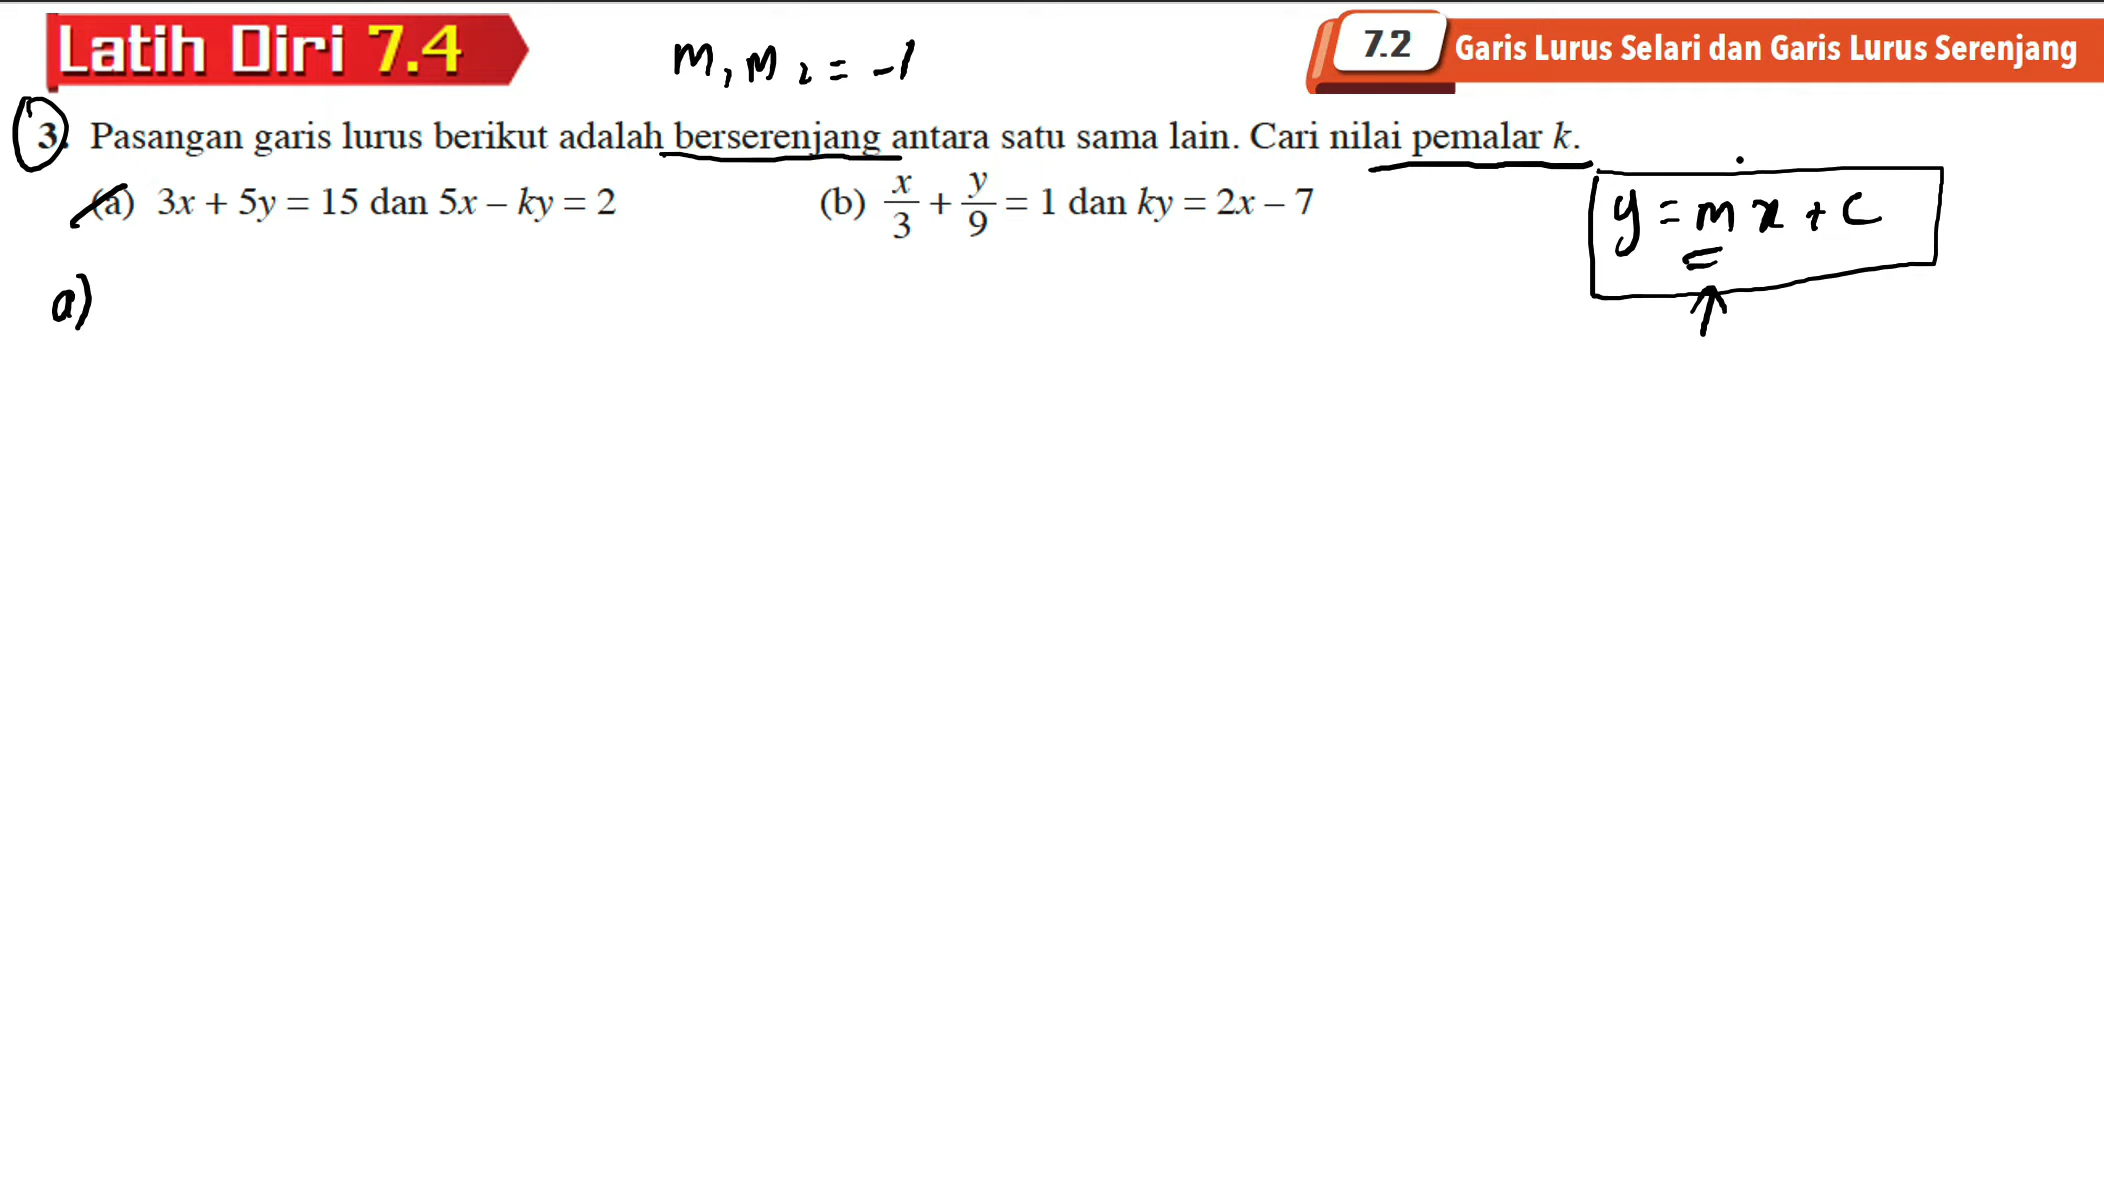 Latih Diri 7.4
m₁m₂ = -1
7.2 Garis Lurus Selari dan Garis Lurus Serenjang
3. Pasangan garis lurus berikut adalah berserenjang antara satu sama lain. Cari nilai pemalar k.
(a) 3x + 5y = 15 dan 5x – ky = 2
(b) x/3 + y/9 = 1 dan ky = 2x – 7
y = mx + c
a)